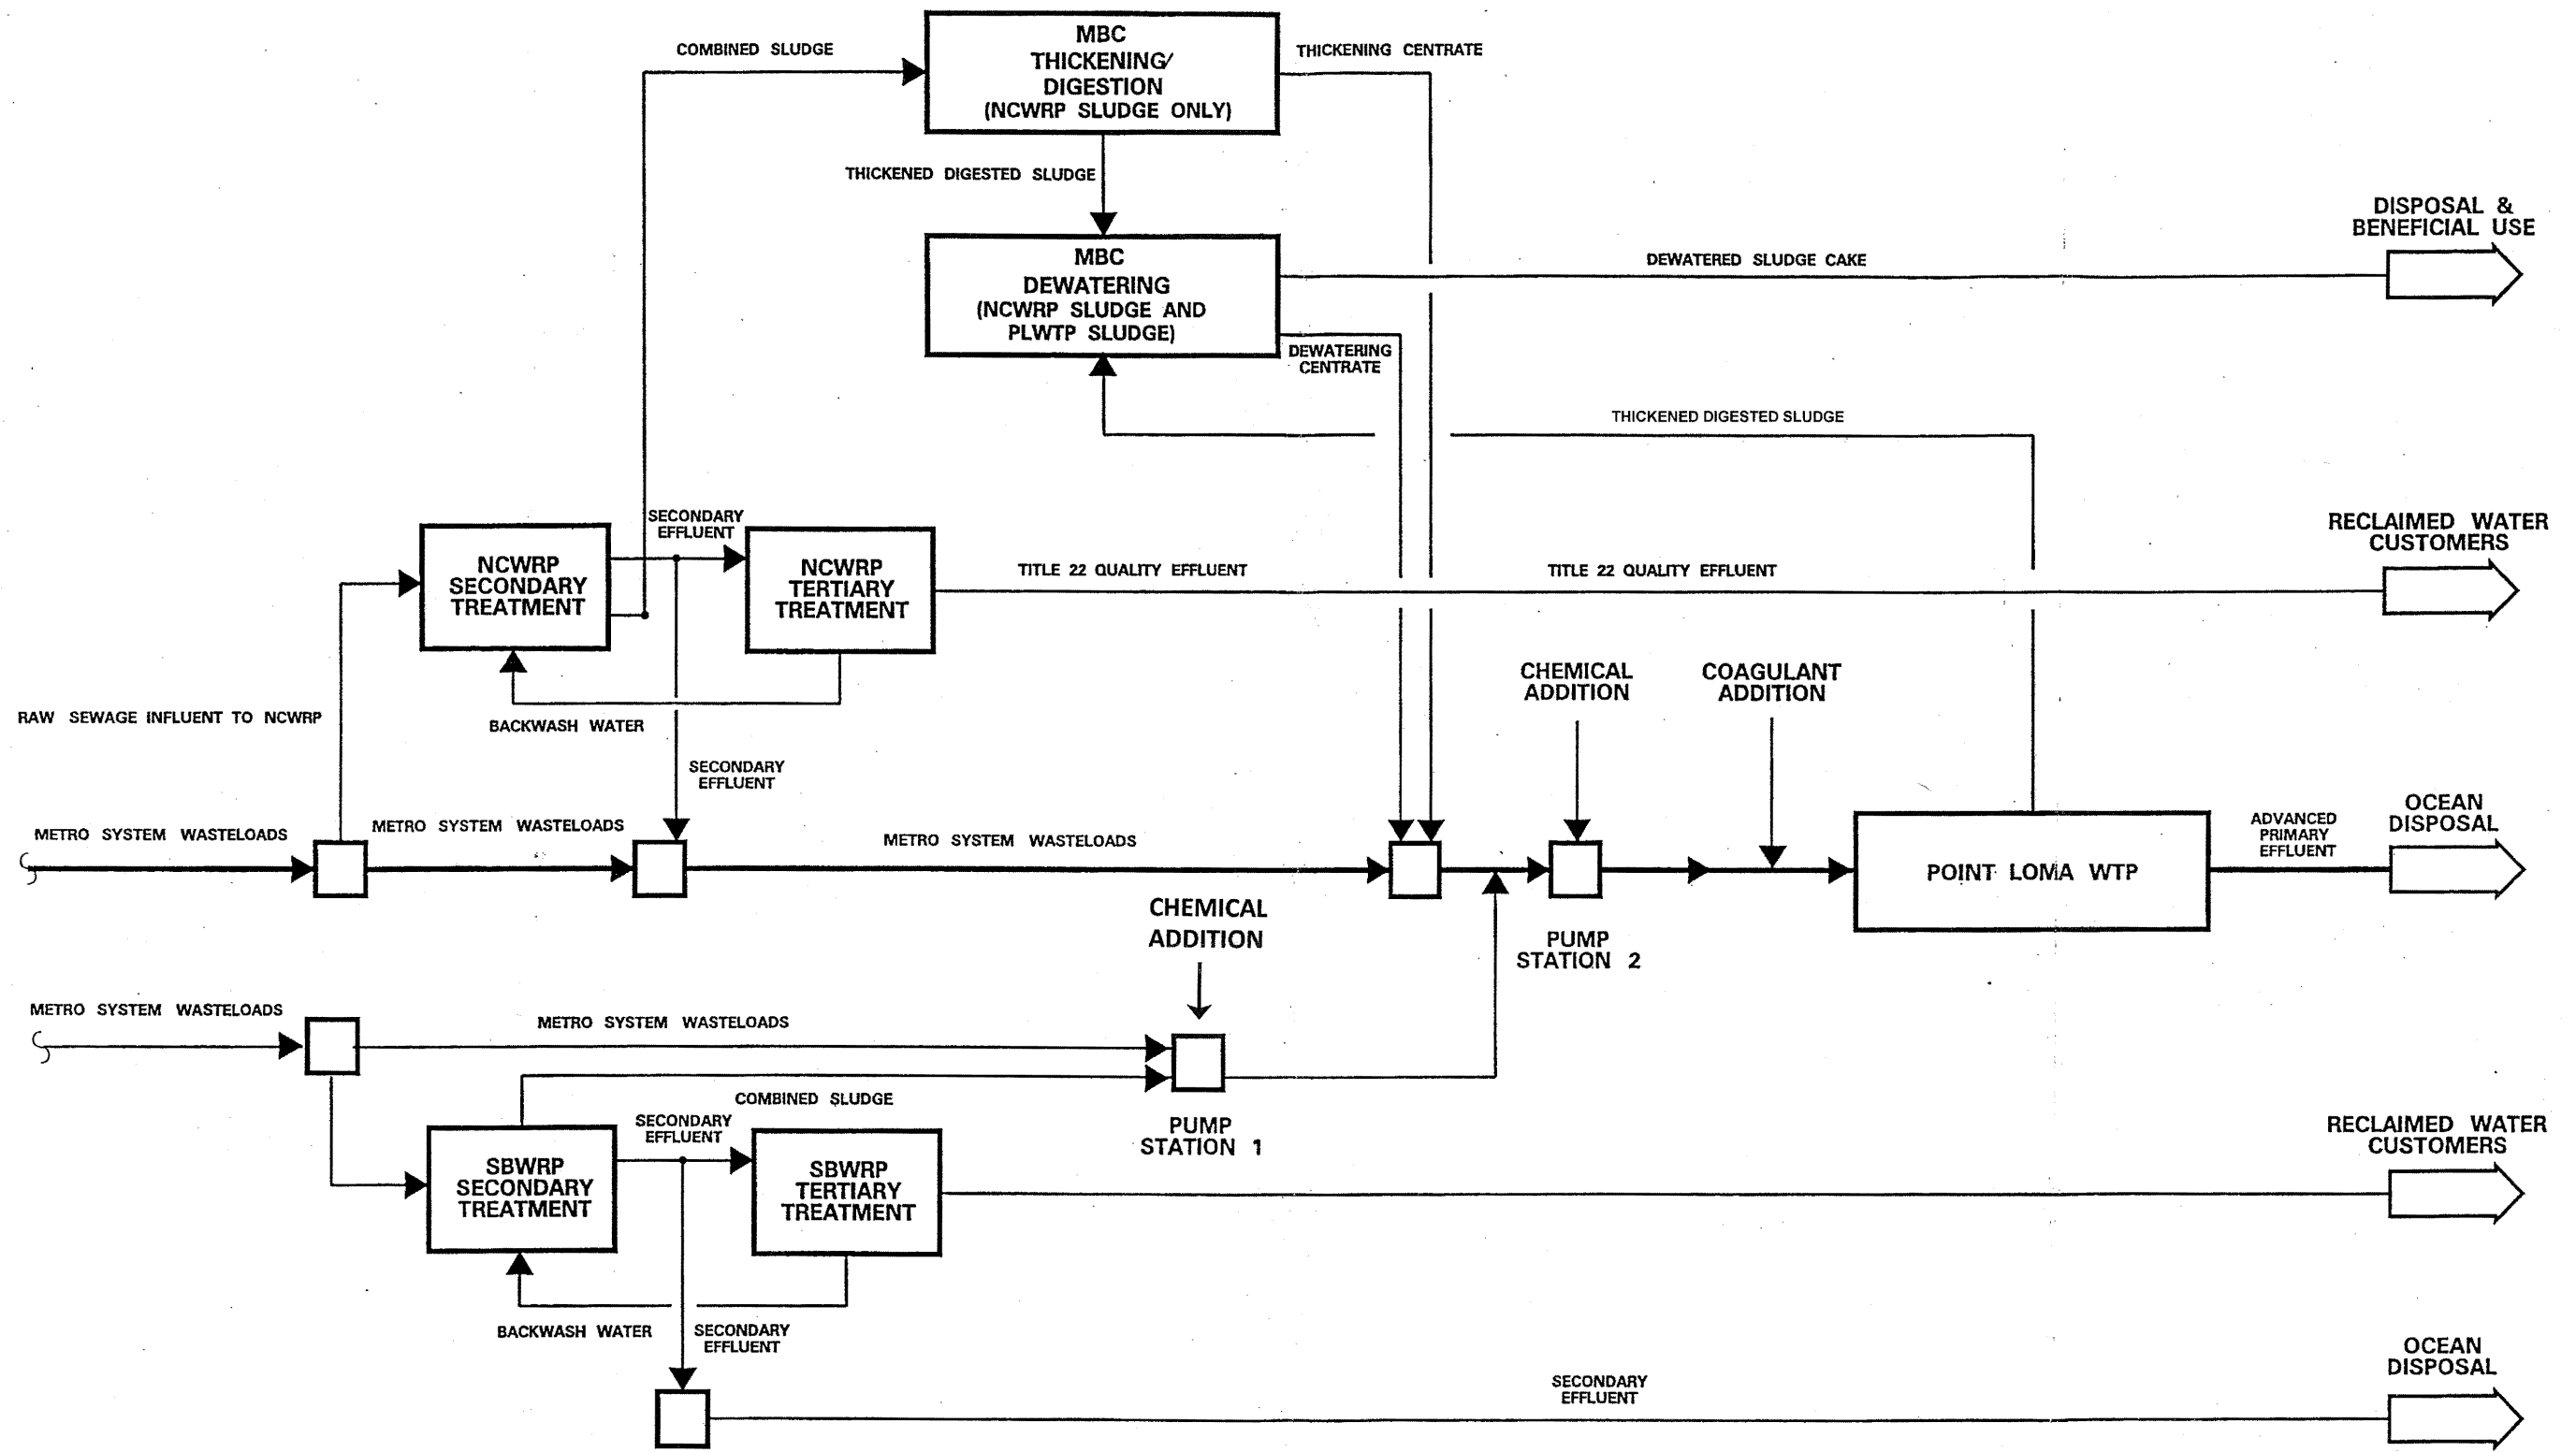 COMBINED SLUDGE
MBC
THICKENING/
DIGESTION
(NCWRP SLUDGE ONLY)
THICKENING CENTRATE
THICKENED DIGESTED SLUDGE
MBC
DEWATERING
(NCWRP SLUDGE AND
PLWTP SLUDGE)
DEWATERED SLUDGE CAKE
DISPOSAL &
BENEFICIAL USE
DEWATERING
CENTRATE
THICKENED DIGESTED SLUDGE
NCWRP
SECONDARY
TREATMENT
SECONDARY
EFFLUENT
NCWRP
TERTIARY
TREATMENT
TITLE 22 QUALITY EFFLUENT
TITLE 22 QUALITY EFFLUENT
RECLAIMED WATER
CUSTOMERS
RAW SEWAGE INFLUENT TO NCWRP
BACKWASH WATER
SECONDARY
EFFLUENT
CHEMICAL
ADDITION
COAGULANT
ADDITION
METRO SYSTEM WASTELOADS
METRO SYSTEM WASTELOADS
METRO SYSTEM WASTELOADS
POINT LOMA WTP
ADVANCED
PRIMARY
EFFLUENT
OCEAN
DISPOSAL
CHEMICAL
ADDITION
PUMP
STATION 2
METRO SYSTEM WASTELOADS
METRO SYSTEM WASTELOADS
COMBINED SLUDGE
PUMP
STATION 1
SBWRP
SECONDARY
TREATMENT
SECONDARY
EFFLUENT
SBWRP
TERTIARY
TREATMENT
RECLAIMED WATER
CUSTOMERS
BACKWASH WATER
SECONDARY
EFFLUENT
SECONDARY
EFFLUENT
OCEAN
DISPOSAL